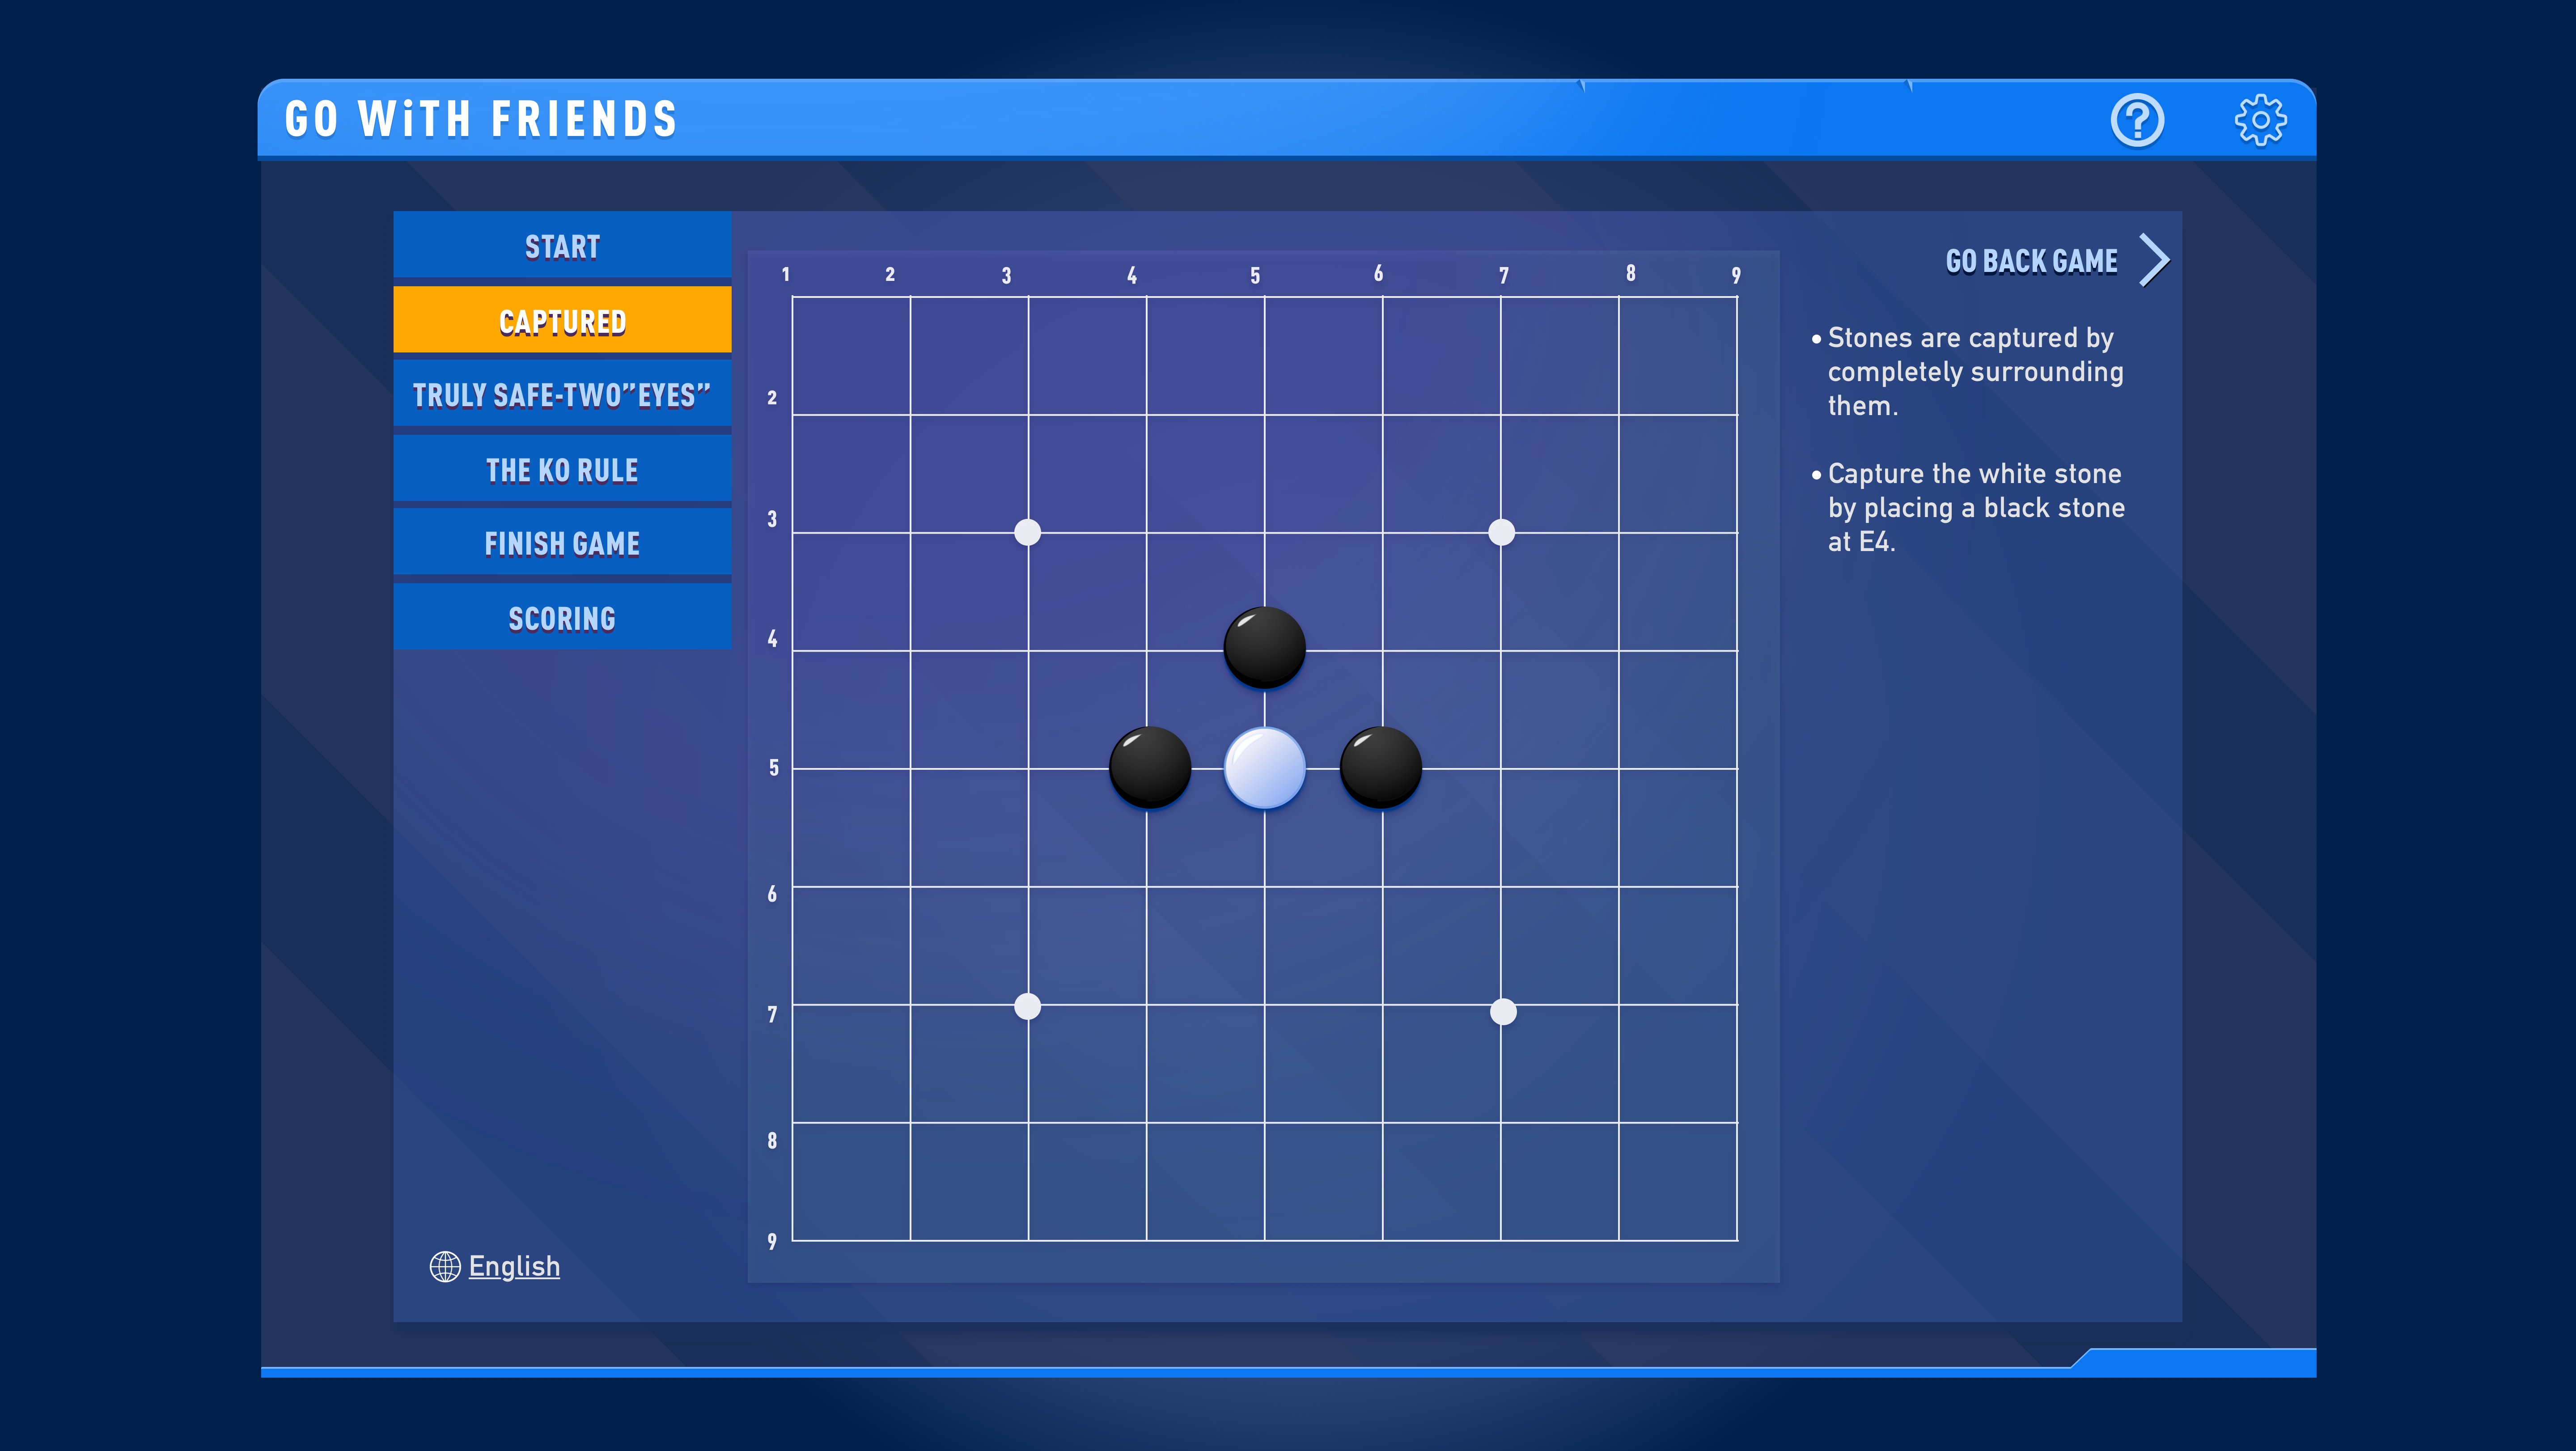 GO WiTH FRIENDS
?
START
CAPTURED
TRULY SAFE-TWO”EYES”
THE KO RULE
FINISH GAME
SCORING
English
1 2 3 4 5 6 7 8 9
2
3
4
5
6
7
8
9
GO BACK GAME
• Stones are captured by
completely surrounding
them.
• Capture the white stone
by placing a black stone
at E4.